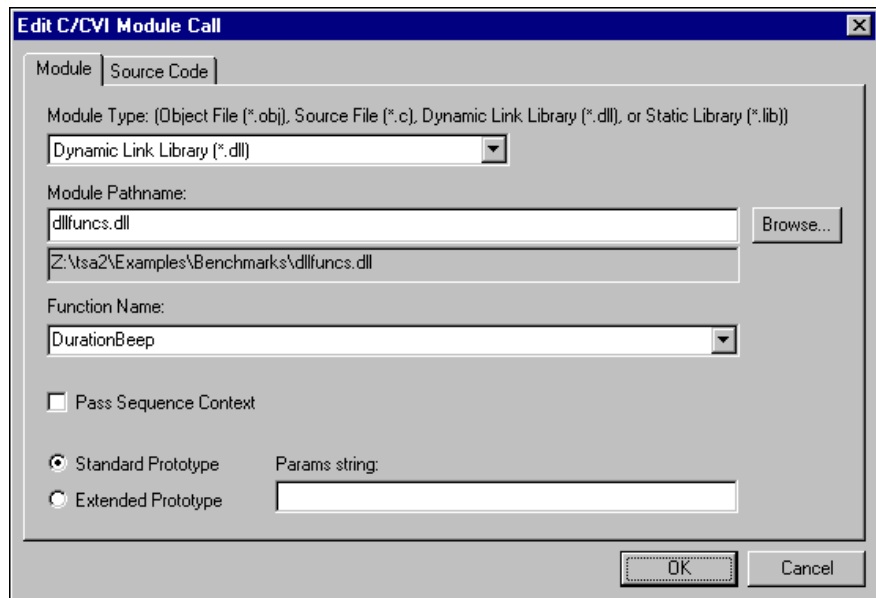 Edit C/CVI Module Call
Module Source Code
Module Type: (Object File (*.obj), Source File (*.c), Dynamic Link Library (*.dll), or Static Library (*.lib))
Dynamic Link Library (*.dll)
Module Pathname:
dllfuncs.dll
Browse...
Z:\tsa2\Examples\Benchmarks\dllfuncs.dll
Function Name:
DurationBeep
Pass Sequence Context
Standard Prototype Params string:
Extended Prototype
OK Cancel